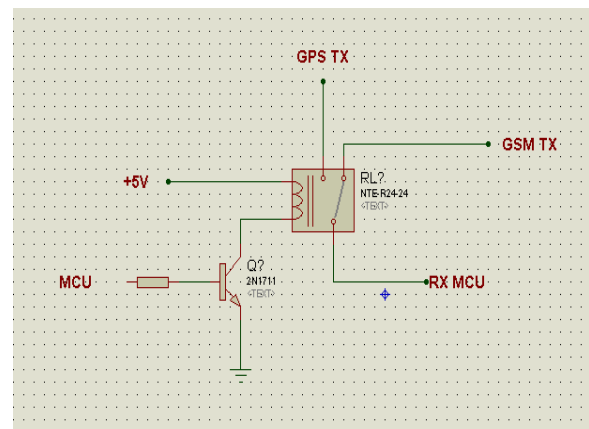 GPS TX
GSM TX
+5V
RL?
NTE-R24-24
<TEXT>
Q?
2N1711
<TEXT>
MCU
RX MCU